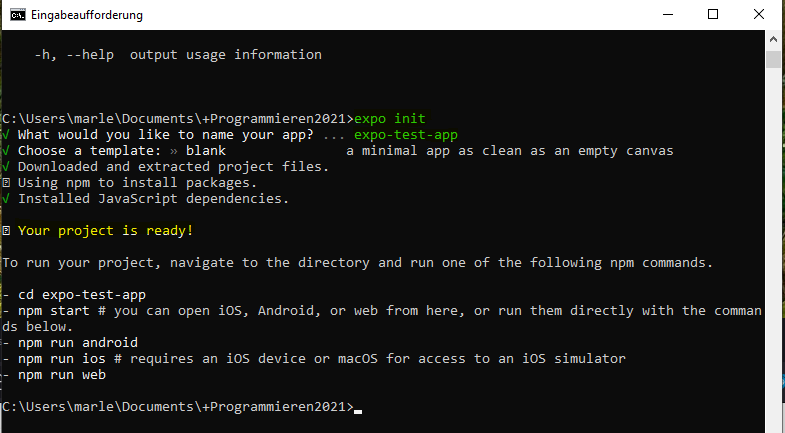 Eingabeaufforderung
-h, --help  output usage information
C:\Users\marle\Documents\+Programmieren2021>expo init
√ What would you like to name your app? ... expo-test-app
√ Choose a template: » blank               a minimal app as clean as an empty canvas
√ Downloaded and extracted project files.
Using npm to install packages.
√ Installed JavaScript dependencies.
Your project is ready!
To run your project, navigate to the directory and run one of the following npm commands.
- cd expo-test-app
- npm start # you can open iOS, Android, or web from here, or run them directly with the comman
ds below.
- npm run android
- npm run ios # requires an iOS device or macOS for access to an iOS simulator
- npm run web
C:\Users\marle\Documents\+Programmieren2021>